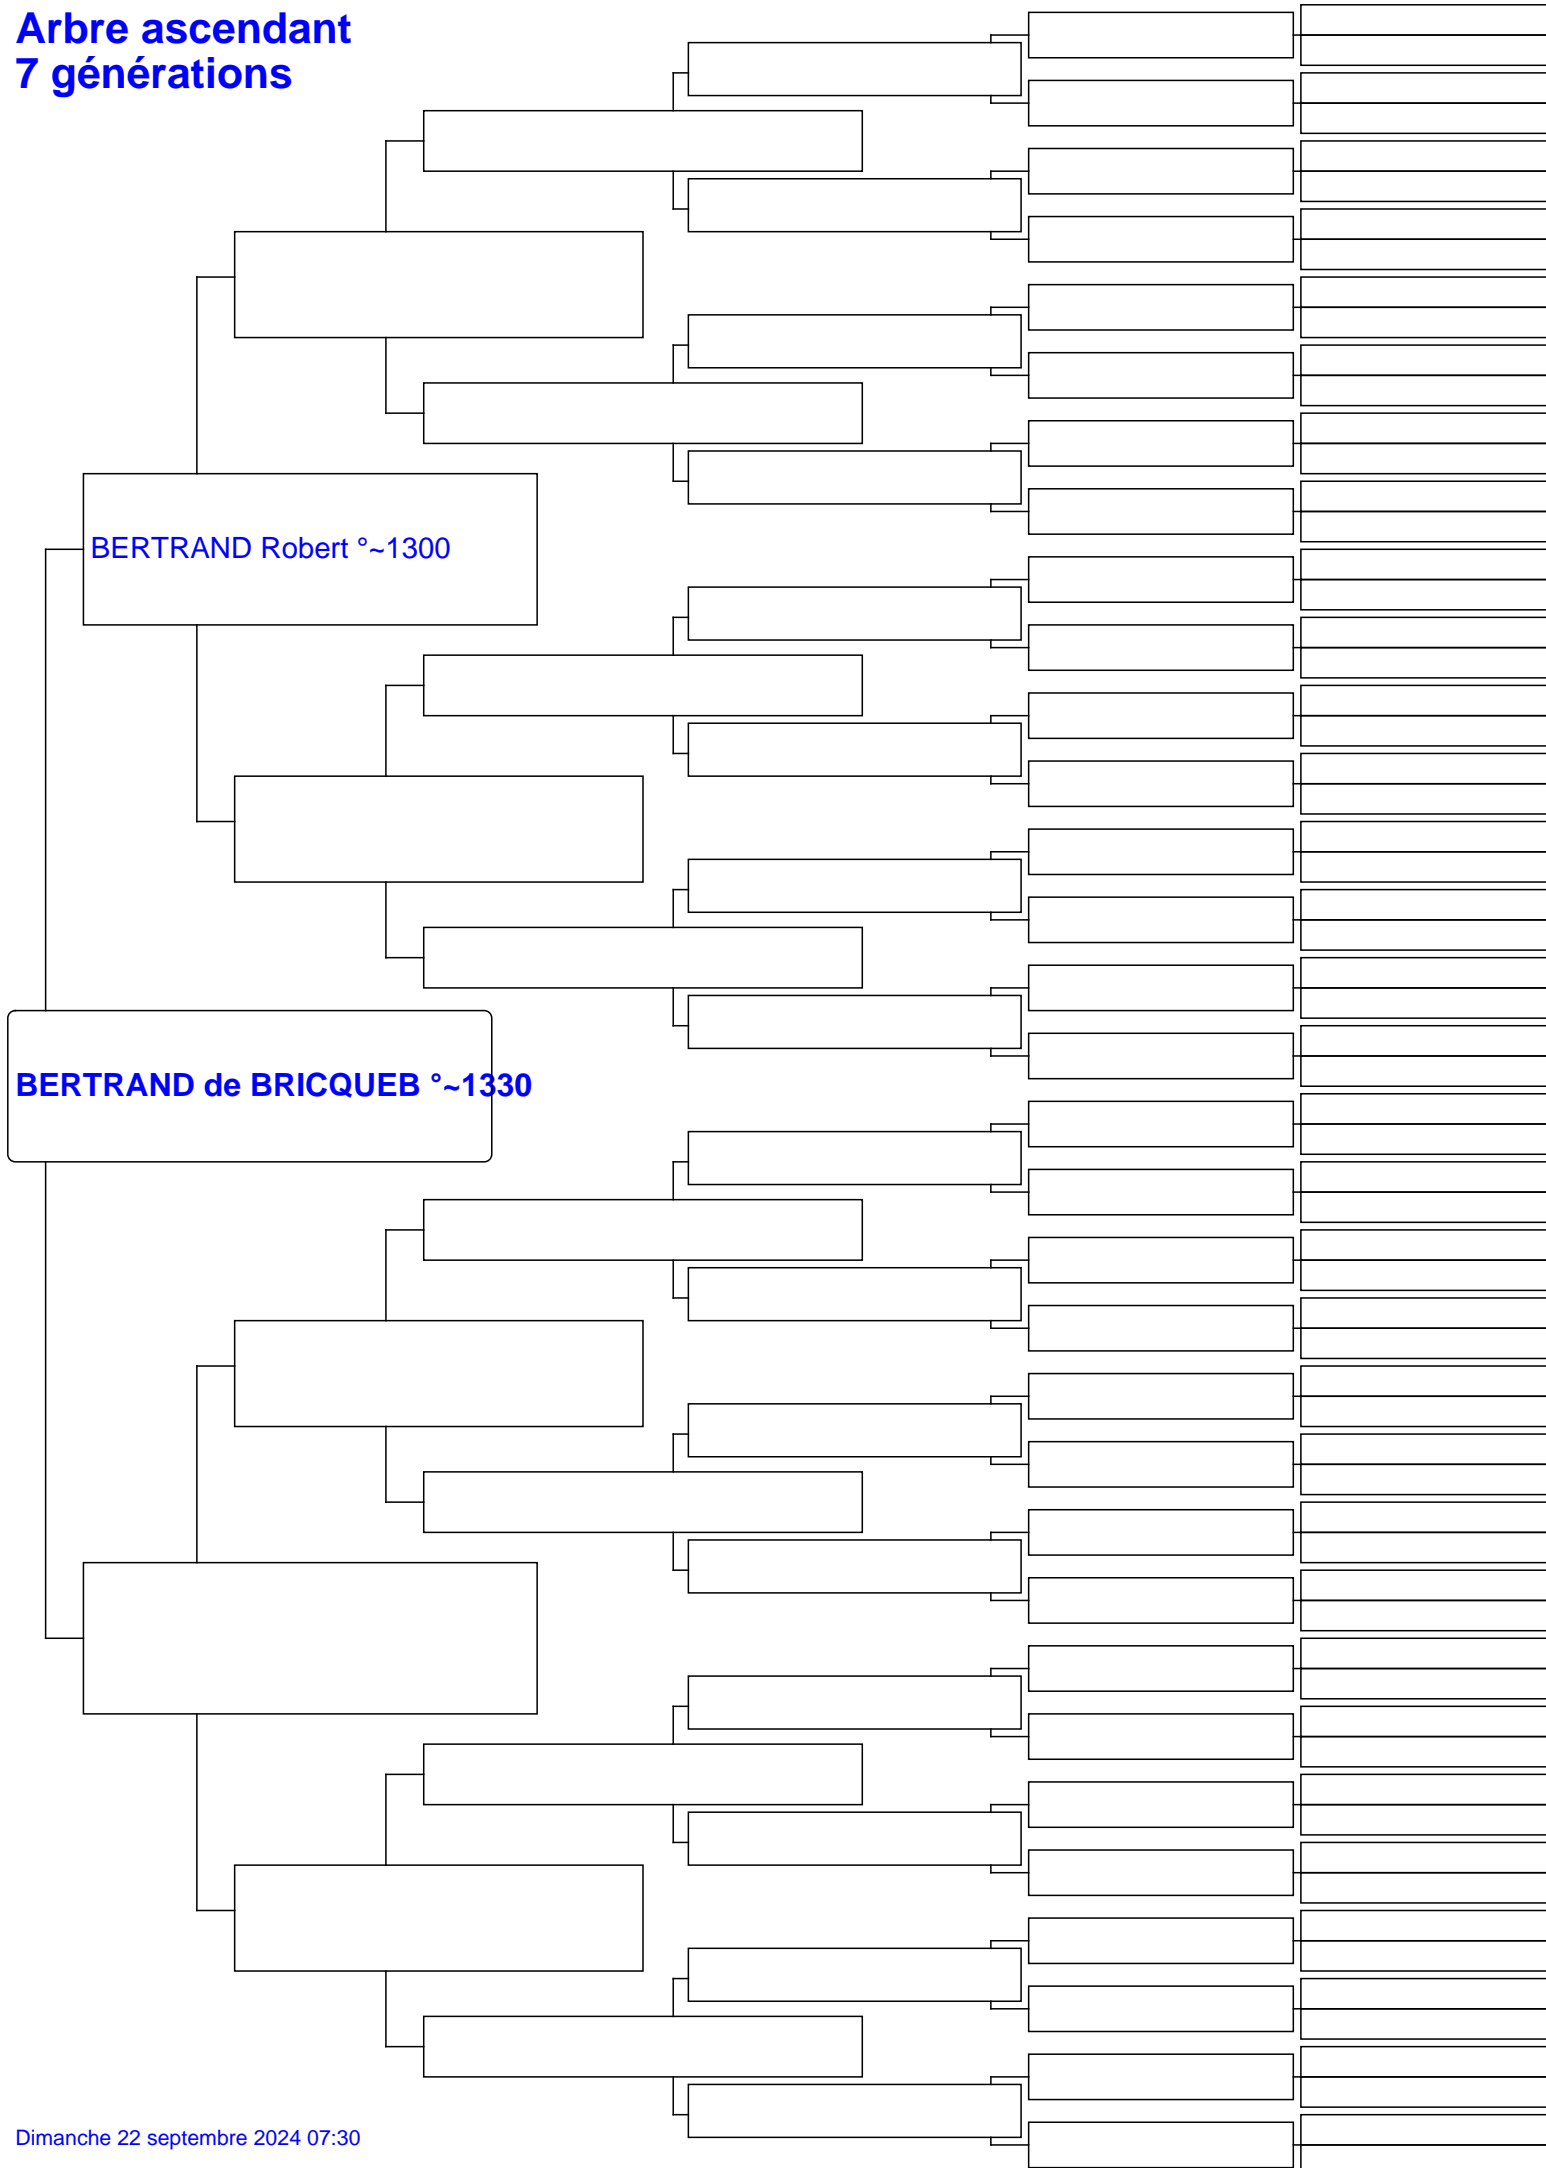 Arbre ascendant
7 générations
BERTRAND Robert °~1300
BERTRAND de BRICQUEB °~1330
Dimanche 22 septembre 2024 07:30